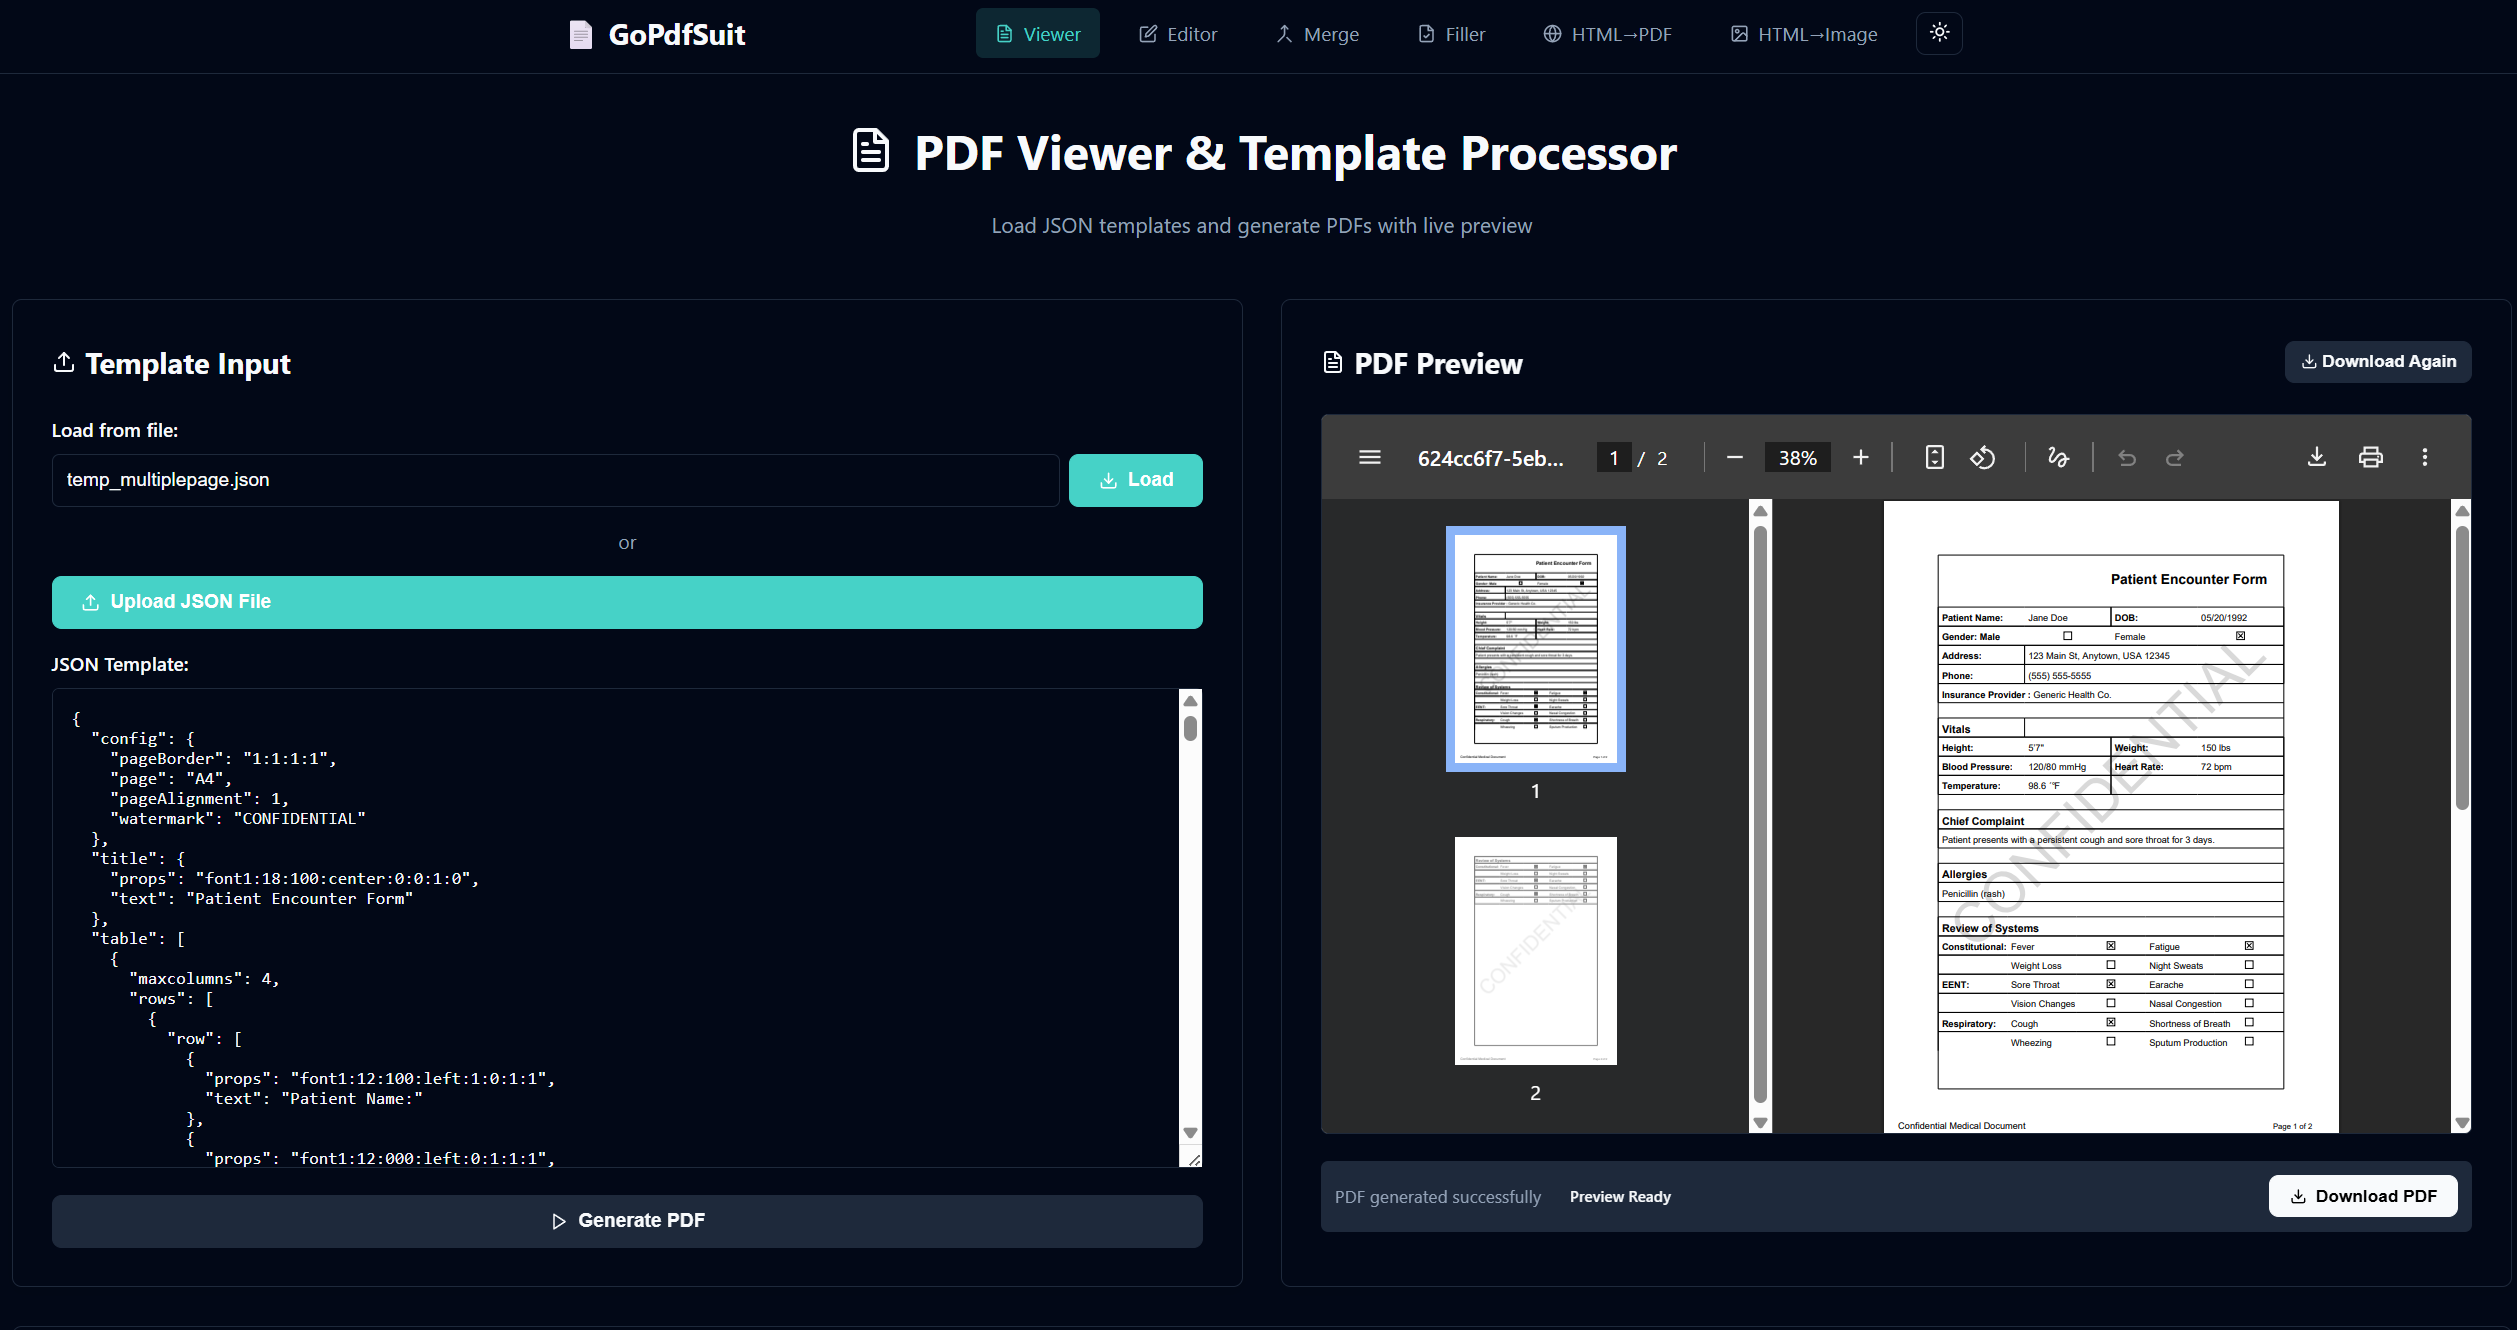 GoPdfSuit
Viewer
Editor
Merge
Filler
HTML→PDF
HTML→Image
PDF Viewer & Template Processor
Load JSON templates and generate PDFs with live preview
Template Input
Load from file:
temp_multiplepage.json
Load
or
Upload JSON File
JSON Template:
{
"config": {
"pageBorder": "1:1:1:1",
"page": "A4",
"pageAlignment": 1,
"watermark": "CONFIDENTIAL"
},
"title": {
"props": "font1:18:100:center:0:0:1:0",
"text": "Patient Encounter Form"
},
"table": [
{
"maxcolumns": 4,
"rows": [
{
"row": [
{
"props": "font1:12:100:left:1:0:1:1",
"text": "Patient Name:"
},
{
"props": "font1:12:000:left:0:1:1:1",
Generate PDF
PDF Preview
Download Again
624cc6f7-5eb...
1 / 2
38%
Patient Encounter Form
CONFIDENTIAL
1
Review of Systems
CONFIDENTIAL
2
Patient Encounter Form
Patient Name: Jane Doe DOB: 05/20/1992
Gender: Male ☐ Female ☒
Address: 123 Main St, Anytown, USA 12345
Phone: (555) 555-5555
Insurance Provider : Generic Health Co.
Vitals
Height: 5'7" Weight: 150 lbs
Blood Pressure: 120/80 mmHg Heart Rate: 72 bpm
Temperature: 98.6 °F
Chief Complaint
Patient presents with a persistent cough and sore throat for 3 days.
Allergies
Penicillin (rash)
Review of Systems
Constitutional: Fever ☒ Fatigue ☒
Weight Loss ☐ Night Sweats ☐
EENT: Sore Throat ☒ Earache ☐
Vision Changes ☐ Nasal Congestion ☐
Respiratory: Cough ☒ Shortness of Breath ☐
Wheezing ☐ Sputum Production ☐
CONFIDENTIAL
Confidential Medical Document
Page 1 of 2
PDF generated successfully
Preview Ready
Download PDF